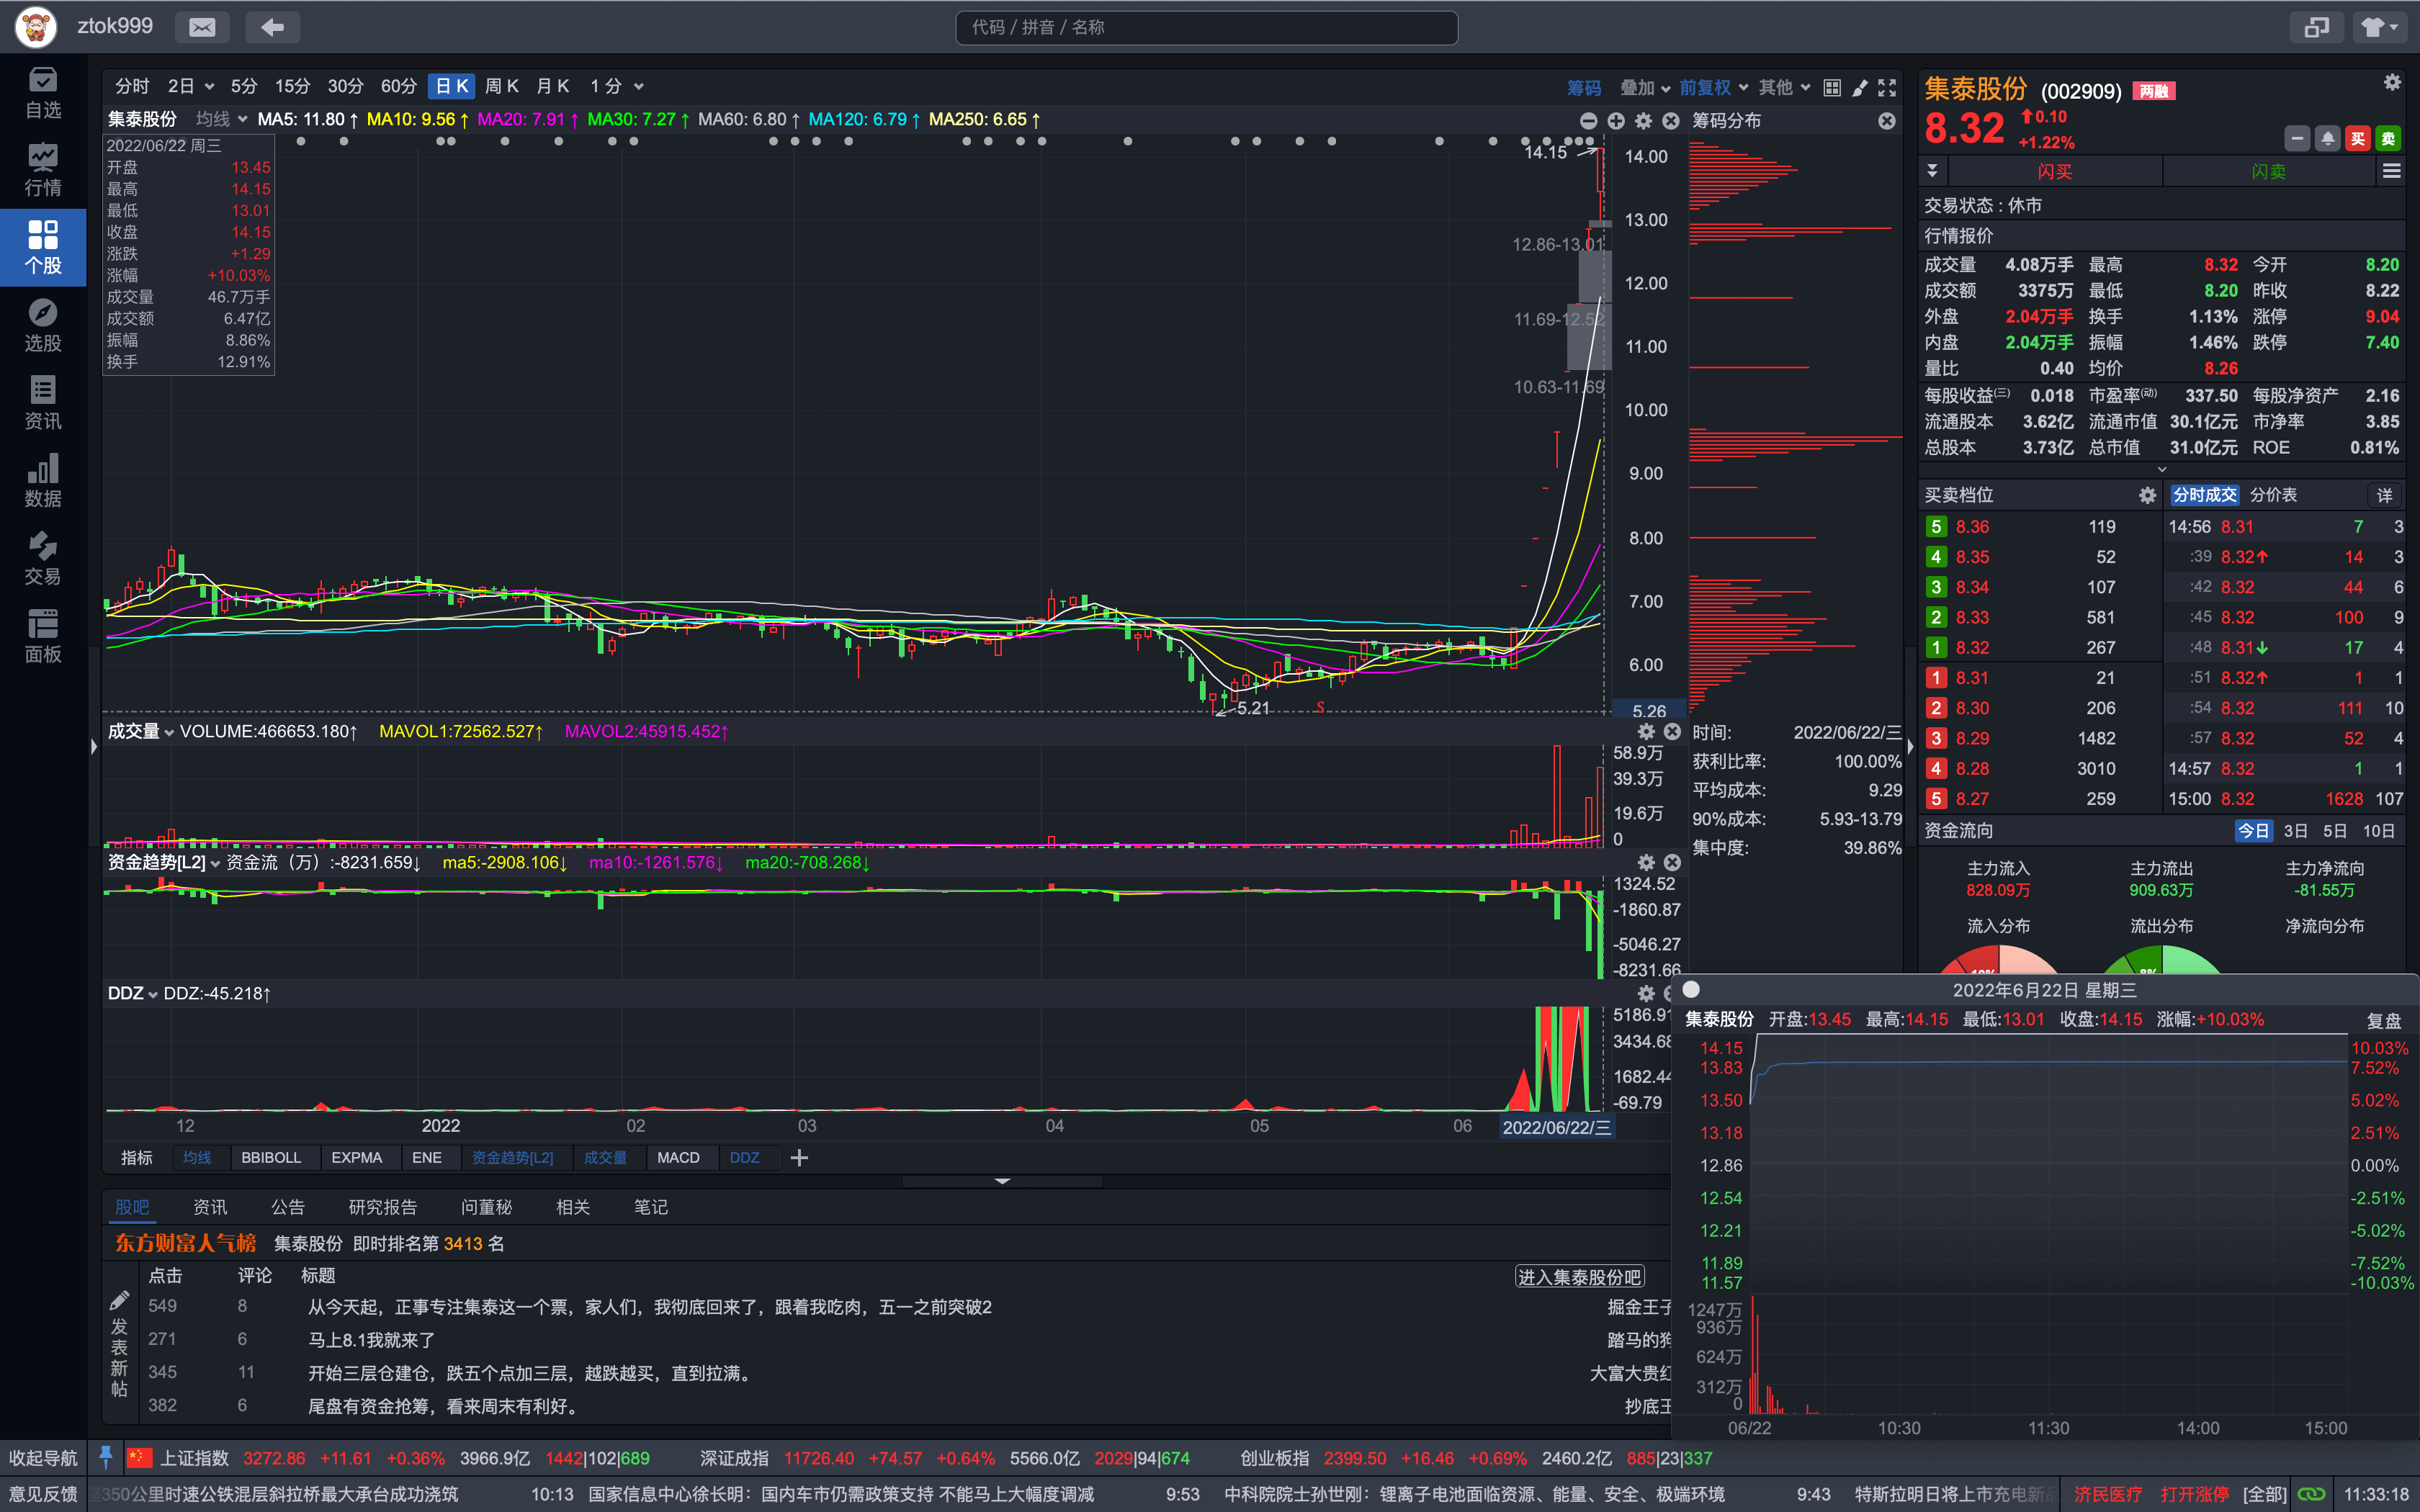 ztok999
代码 / 拼音 / 名称
自选
行情
个股
选股
资讯
数据
交易
面板
分时 2日 5分 15分 30分 60分 日K 周K 月K 1分
筹码 叠加 前复权 其他
集泰股份 均线 MA5: 11.80↑ MA10: 9.56↑ MA20: 7.91↑ MA30: 7.27↑ MA60: 6.80↑ MA120: 6.79↑ MA250: 6.65↑
筹码分布
2022/06/22 周三
开盘 13.45
最高 14.15
最低 13.01
收盘 14.15
涨跌 +1.29
涨幅 +10.03%
成交量 46.7万手
成交额 6.47亿
振幅 8.86%
换手 12.91%
14.15
12.86-13.01
11.69-12.52
10.63-11.69
5.21
S
14.00
13.00
12.00
11.00
10.00
9.00
8.00
7.00
6.00
5.26
成交量 VOLUME:466653.180↑ MAVOL1:72562.527↑ MAVOL2:45915.452↑
58.9万
39.3万
19.6万
0
时间: 2022/06/22/三
获利比率: 100.00%
平均成本: 9.29
90%成本: 5.93-13.79
集中度: 39.86%
资金趋势[L2] 资金流（万）:-8231.659↓ ma5:-2908.106↓ ma10:-1261.576↓ ma20:-708.268↓
1324.52
-1860.87
-5046.27
-8231.66
DDZ DDZ:-45.218↑
5186.91
3434.68
1682.44
-69.79
12 2022 02 03 04 05 06 2022/06/22/三
指标 均线 BBIBOLL EXPMA ENE 资金趋势[L2] 成交量 MACD DDZ
股吧 资讯 公告 研究报告 问董秘 相关 笔记
东方财富人气榜 集泰股份 即时排名第 3413 名
点击 评论 标题 进入集泰股份吧
发表新帖
549 8 从今天起，正事专注集泰这一个票，家人们，我彻底回来了，跟着我吃肉，五一之前突破2 掘金王子
271 6 马上8.1我就来了 踏马的狗
345 11 开始三层仓建仓，跌五个点加三层，越跌越买，直到拉满。 大富大贵红
382 6 尾盘有资金抢筹，看来周末有利好。 抄底王
集泰股份 (002909) 两融
8.32 0.10
+1.22%
买 卖
闪买 闪卖
交易状态 : 休市
行情报价
成交量 4.08万手 最高 8.32 今开 8.20
成交额 3375万 最低 8.20 昨收 8.22
外盘 2.04万手 换手 1.13% 涨停 9.04
内盘 2.04万手 振幅 1.46% 跌停 7.40
量比 0.40 均价 8.26
每股收益(三) 0.018 市盈率(动) 337.50 每股净资产 2.16
流通股本 3.62亿 流通市值 30.1亿元 市净率 3.85
总股本 3.73亿 总市值 31.0亿元 ROE 0.81%
买卖档位 分时成交 分价表 详
5 8.36 119 14:56 8.31 7 3
4 8.35 52 :39 8.32↑ 14 3
3 8.34 107 :42 8.32 44 6
2 8.33 581 :45 8.32 100 9
1 8.32 267 :48 8.31↓ 17 4
1 8.31 21 :51 8.32↑ 1 1
2 8.30 206 :54 8.32 111 10
3 8.29 1482 :57 8.32 52 4
4 8.28 3010 14:57 8.32 1 1
5 8.27 259 15:00 8.32 1628 107
资金流向 今日 3日 5日 10日
主力流入 主力流出 主力净流向
828.09万 909.63万 -81.55万
流入分布 流出分布 净流向分布
2022年6月22日 星期三
集泰股份 开盘:13.45 最高:14.15 最低:13.01 收盘:14.15 涨幅:+10.03% 复盘
14.15 10.03%
13.83 7.52%
13.50 5.02%
13.18 2.51%
12.86 0.00%
12.54 -2.51%
12.21 -5.02%
11.89 -7.52%
11.57 -10.03%
1247万
936万
624万
312万
0
06/22 10:30 11:30 14:00 15:00
收起导航 上证指数 3272.86 +11.61 +0.36% 3966.9亿 1442|102|689 深证成指 11726.40 +74.57 +0.64% 5566.0亿 2029|94|674 创业板指 2399.50 +16.46 +0.69% 2460.2亿 885|23|337
意见反馈 350公里时速公铁混层斜拉桥最大承台成功浇筑 10:13 国家信息中心徐长明：国内车市仍需政策支持 不能马上大幅度调减 9:53 中科院院士孙世刚：锂离子电池面临资源、能量、安全、极端环境 9:43 特斯拉明日将上市充电新品 济民医疗 打开涨停 [全部] 11:33:18